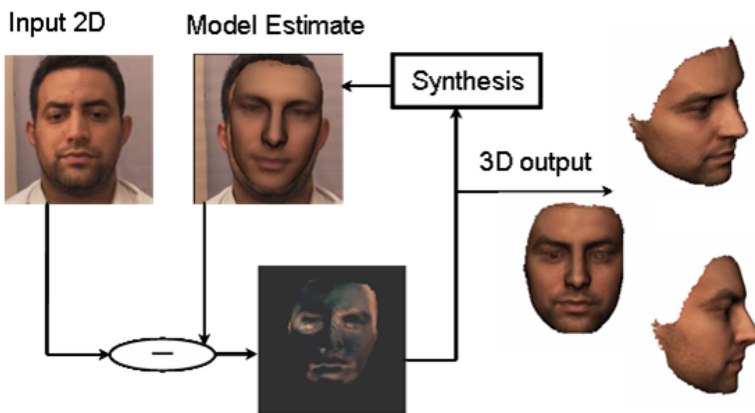 Input 2D
Model Estimate
Synthesis
3D output
−